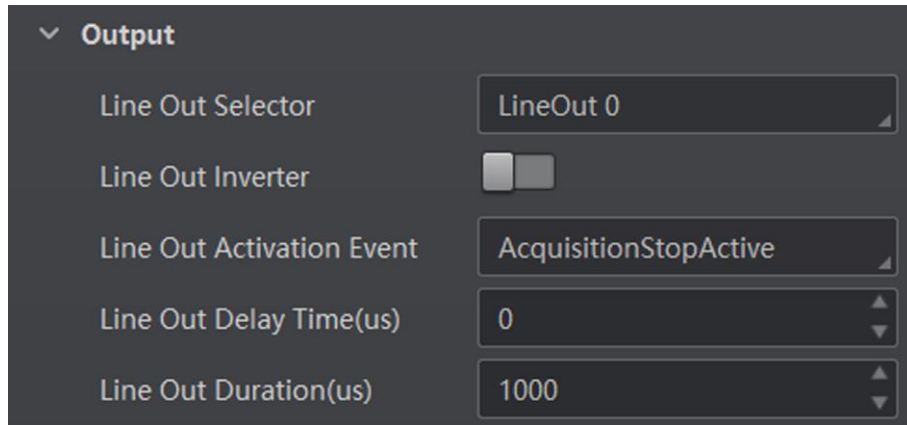 Output
Line Out Selector LineOut 0
Line Out Inverter
Line Out Activation Event AcquisitionStopActive
Line Out Delay Time(us) 0
Line Out Duration(us) 1000